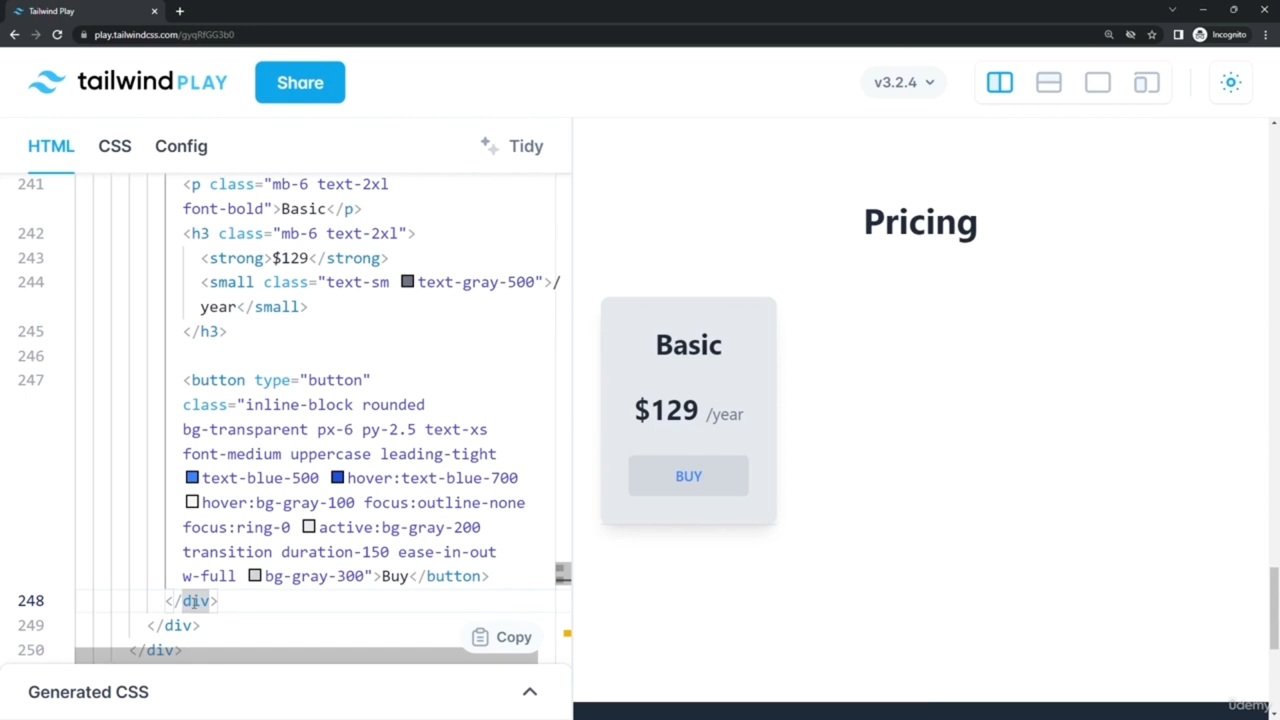 Tailwind Play
play.tailwindcss.com/gyqRfGG3b0
Incognito
tailwind PLAY
Share
v3.2.4
HTML CSS Config
Tidy
241 <p class="mb-6 text-2xl
font-bold">Basic</p>
242 <h3 class="mb-6 text-2xl">
243 <strong>$129</strong>
244 <small class="text-sm text-gray-500">/
year</small>
245 </h3>
246
247 <button type="button"
class="inline-block rounded
bg-transparent px-6 py-2.5 text-xs
font-medium uppercase leading-tight
text-blue-500 hover:text-blue-700
hover:bg-gray-100 focus:outline-none
focus:ring-0 active:bg-gray-200
transition duration-150 ease-in-out
w-full bg-gray-300">Buy</button>
248 </div>
249 </div>
250 </div>
Copy
Generated CSS
Pricing
Basic
$129 /year
BUY
ûdemy